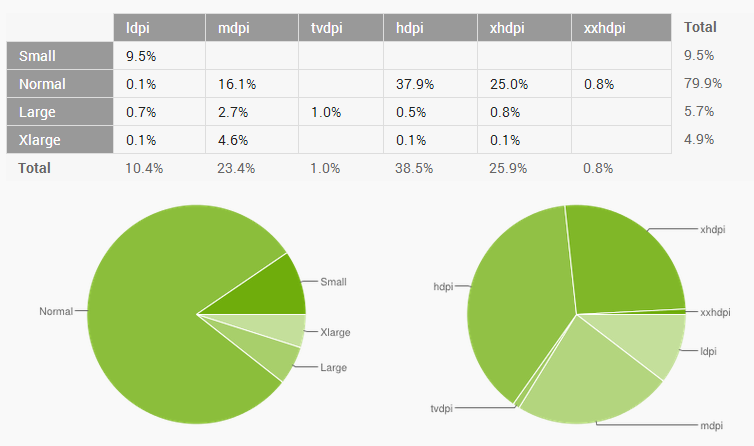 ldpi mdpi tvdpi hdpi xhdpi xxhdpi Total
Small 9.5% 9.5%
Normal 0.1% 16.1% 37.9% 25.0% 0.8% 79.9%
Large 0.7% 2.7% 1.0% 0.5% 0.8% 5.7%
Xlarge 0.1% 4.6% 0.1% 0.1% 4.9%
Total 10.4% 23.4% 1.0% 38.5% 25.9% 0.8%
Small
Normal
Xlarge
Large
xhdpi
hdpi
xxhdpi
ldpi
tvdpi
mdpi